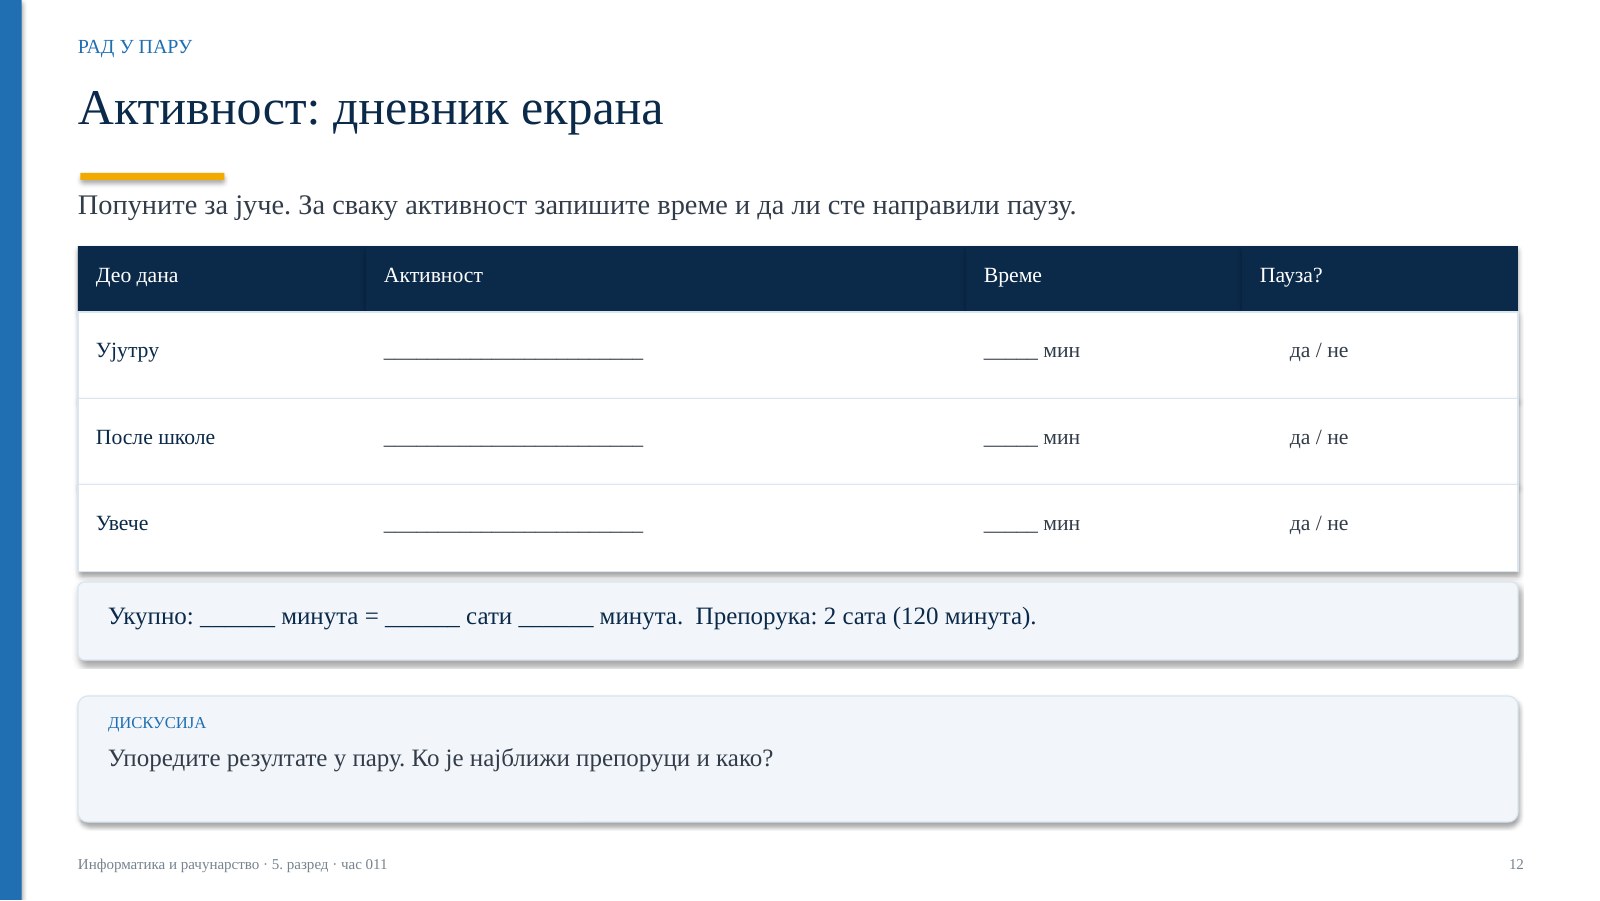 РАД У ПАРУ
Активност: дневник екрана
Попуните за јуче. За сваку активност запишите време и да ли сте направили паузу.
Део дана Активност Време Пауза?
Ујутру ________________________ _____ мин да / не
После школе ________________________ _____ мин да / не
Увече ________________________ _____ мин да / не
Укупно: ______ минута = ______ сати ______ минута.  Препорука: 2 сата (120 минута).
ДИСКУСИЈА
Упоредите резултате у пару. Ко је најближи препоруци и како?
Информатика и рачунарство · 5. разред · час 011 12